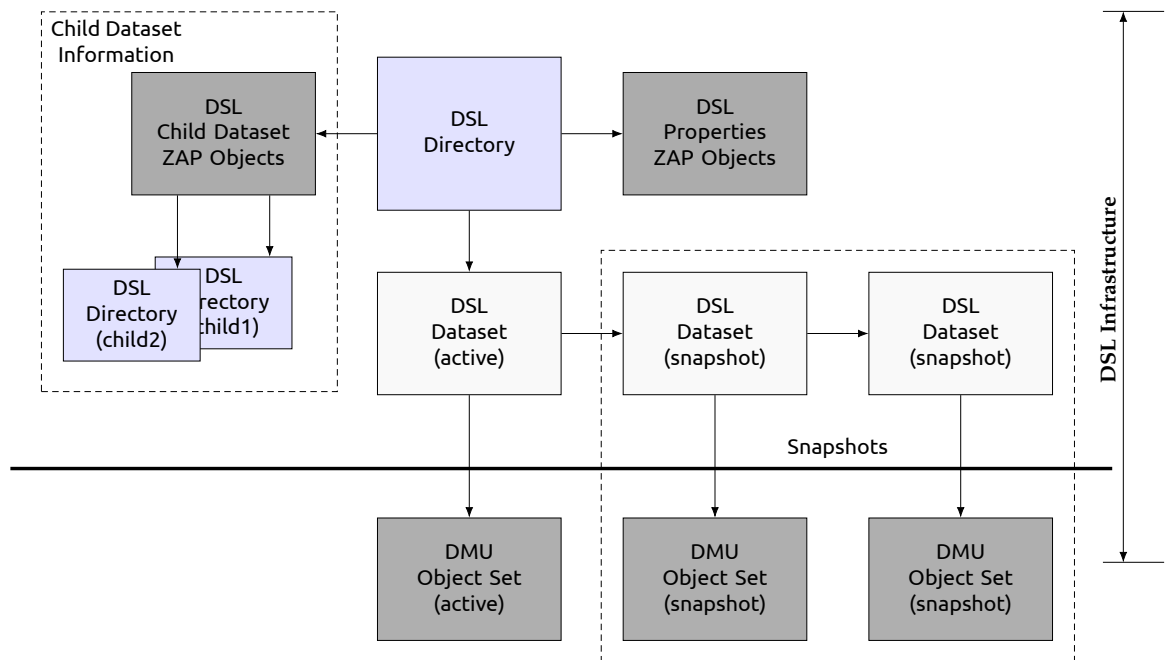 Child Dataset
Information
DSL
Child Dataset
ZAP Objects
DSL
Directory
DSL
Properties
ZAP Objects
DSL
Directory
(child2)
DSL
rectory
child1)
DSL
Dataset
(active)
DSL
Dataset
(snapshot)
DSL
Dataset
(snapshot)
Snapshots
DMU
Object Set
(active)
DMU
Object Set
(snapshot)
DMU
Object Set
(snapshot)
DSL Infrastructure